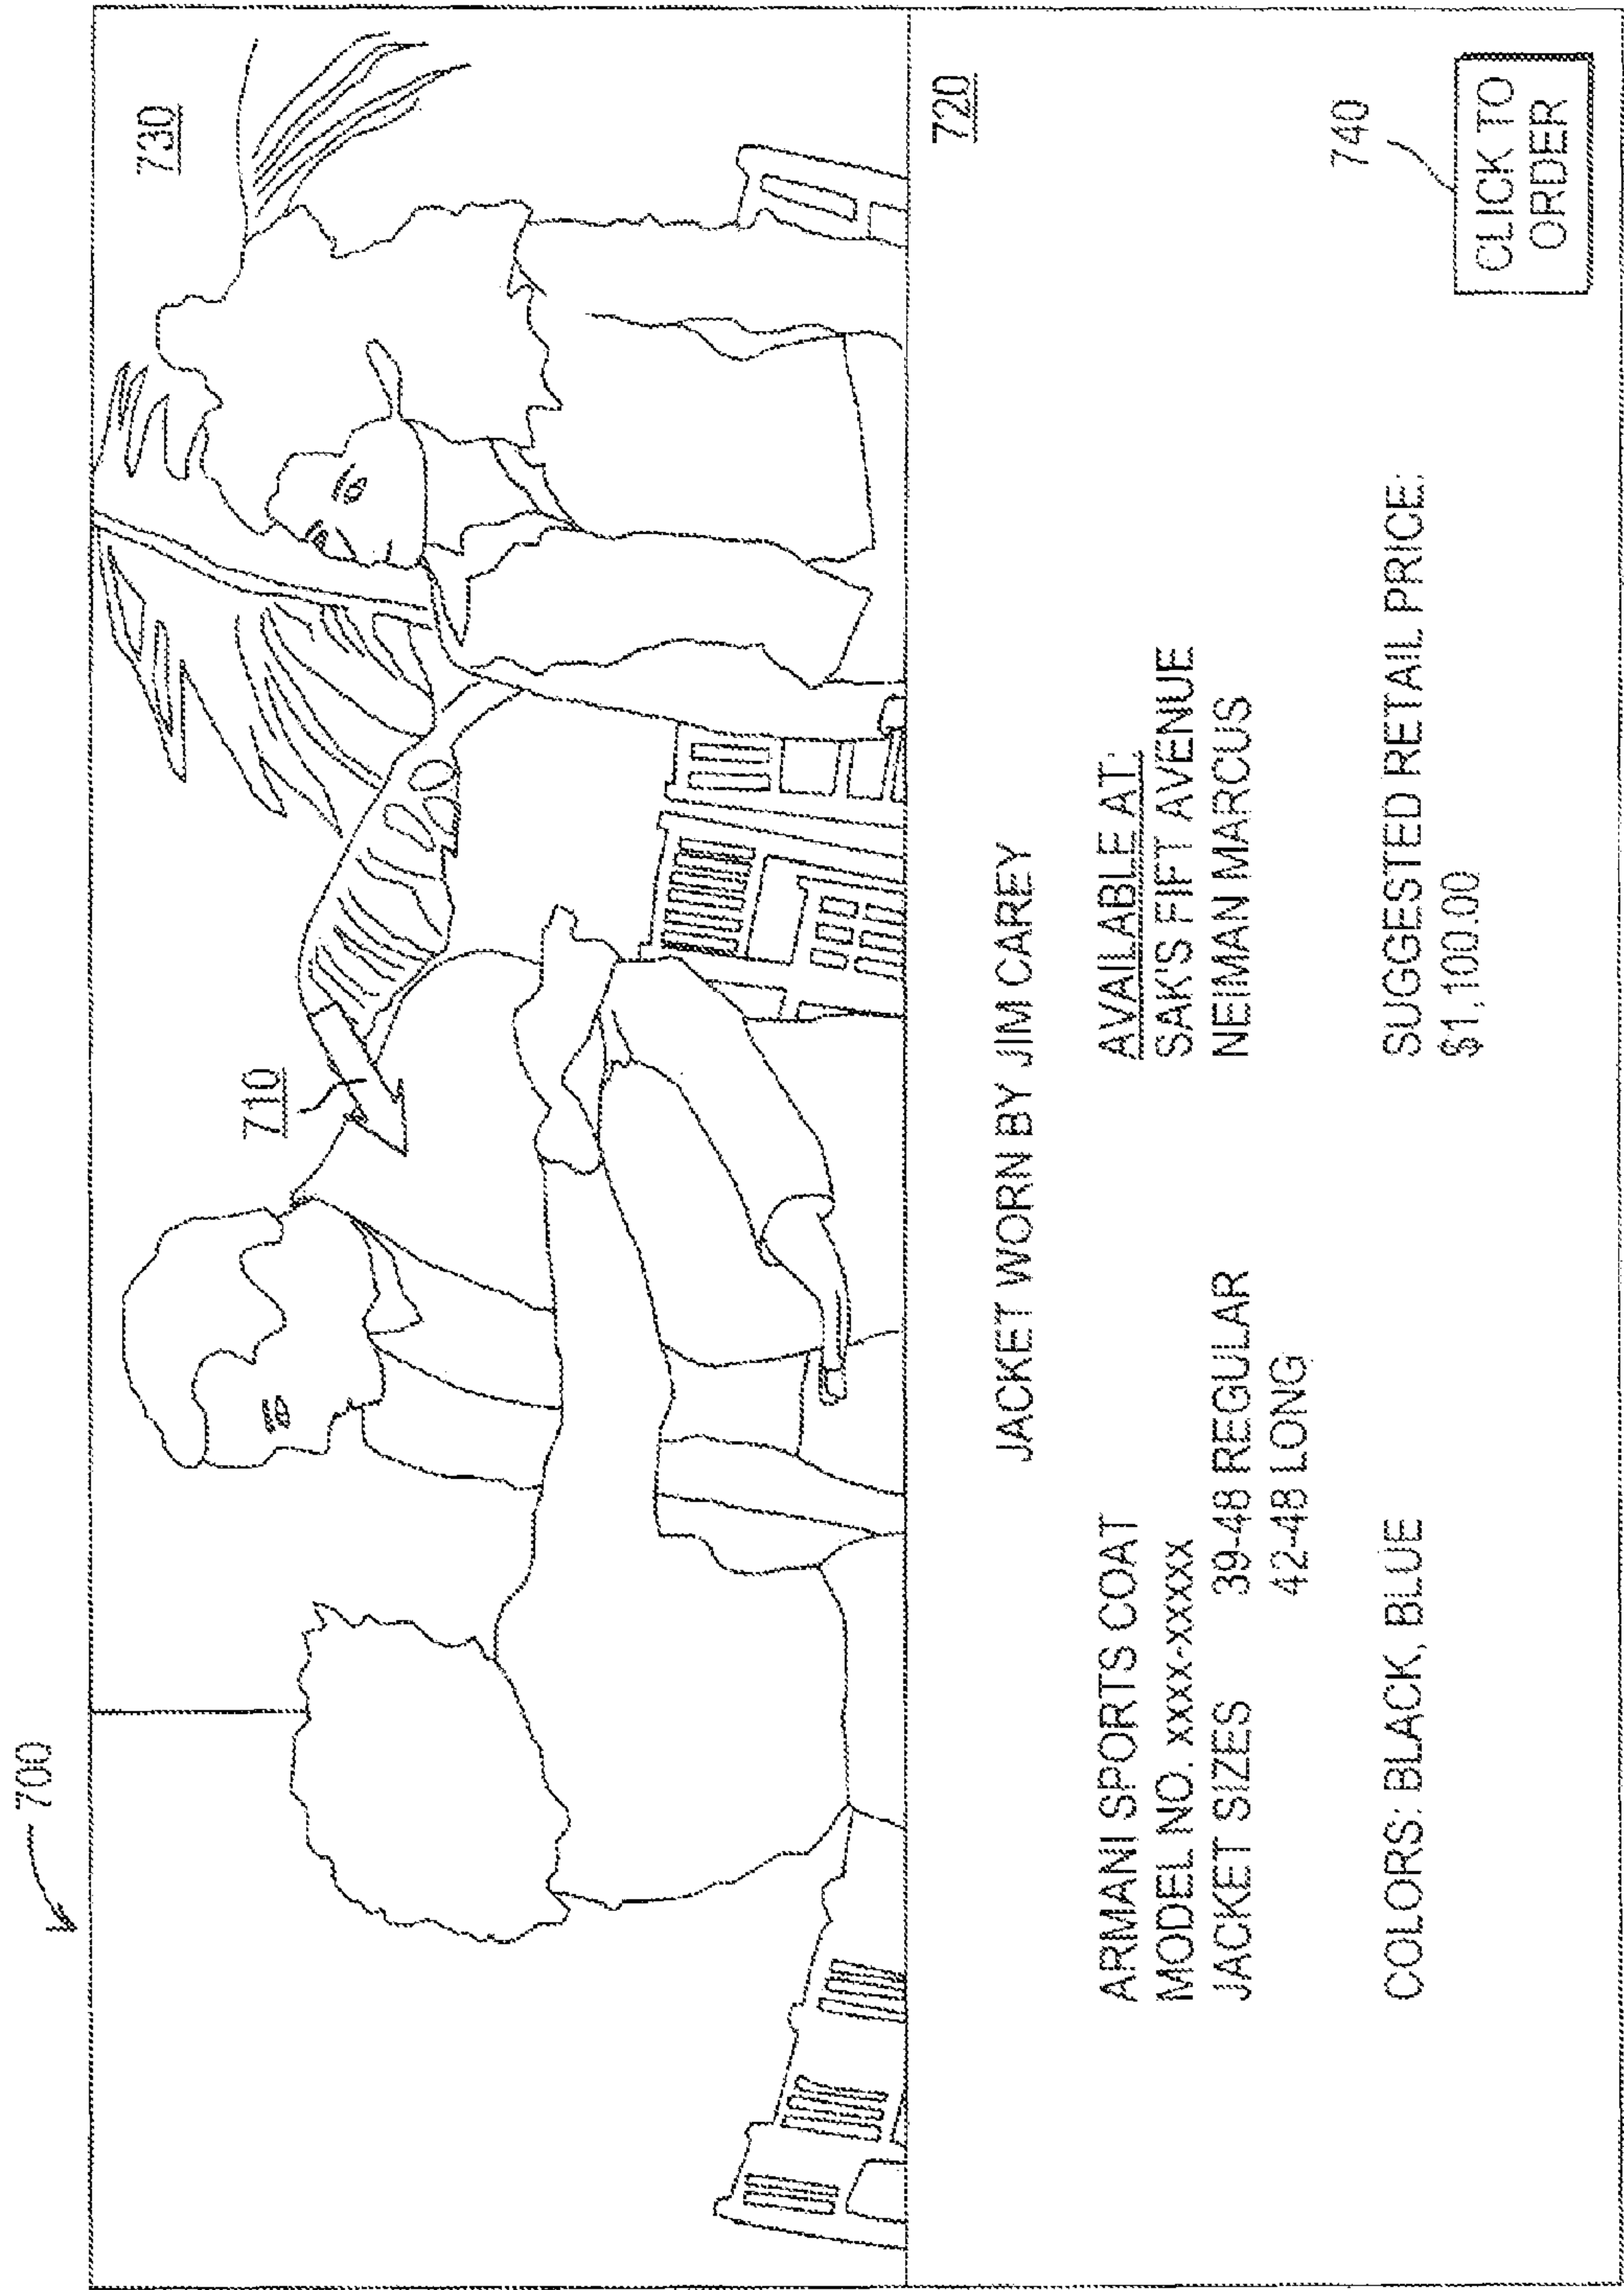 700
730
710
720
JACKET WORN BY JIM CAREY
ARMANI SPORTS COAT
MODEL NO. XXX-XXXX
JACKET SIZES 39-48 REGULAR
42-48 LONG
COLORS: BLACK, BLUE
AVAILABLE AT:
SAK'S FIFT AVENUE
NEIMAN MARCUS
SUGGESTED RETAIL PRICE:
$1,100.00
740
CLICK TO
ORDER